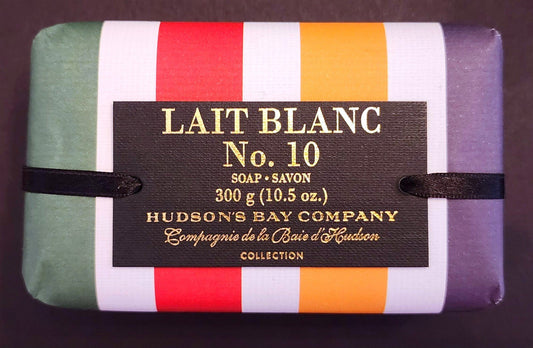 LAIT BLANC
No. 10
SOAP • SAVON
300 g (10.5 oz.)
HUDSON'S BAY COMPANY
Compagnie de la Baie d'Hudson
COLLECTION